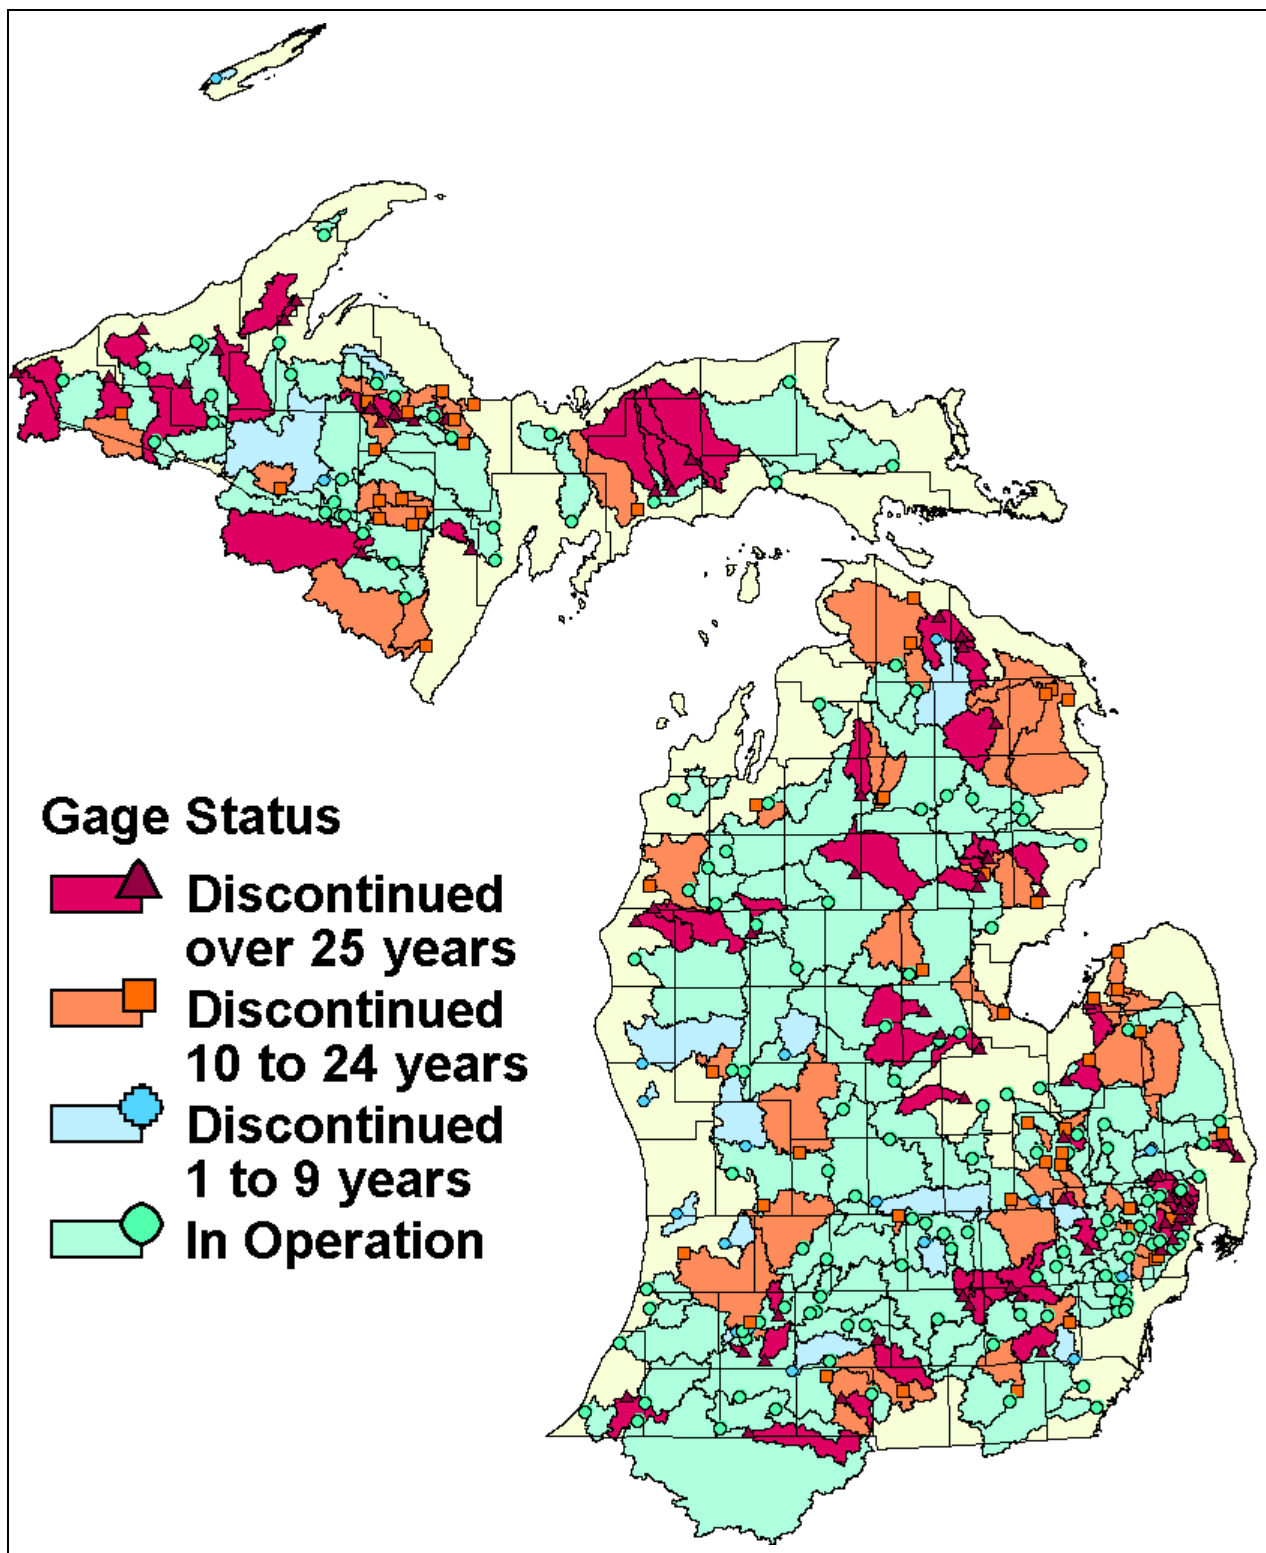 Gage Status
Discontinued
over 25 years
Discontinued
10 to 24 years
Discontinued
1 to 9 years
In Operation